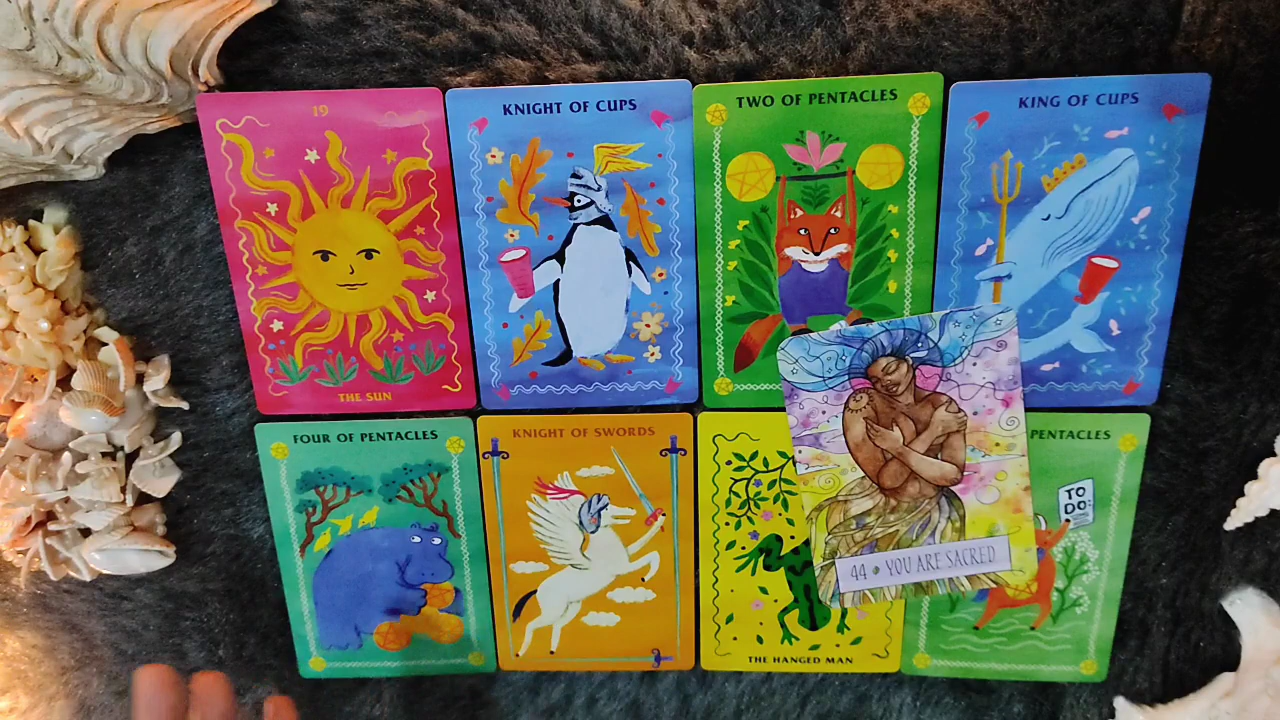 19
THE SUN
KNIGHT OF CUPS
TWO OF PENTACLES
KING OF CUPS
FOUR OF PENTACLES
KNIGHT OF SWORDS
THE HANGED MAN
44 • YOU ARE SACRED
PENTACLES
TO
DO: